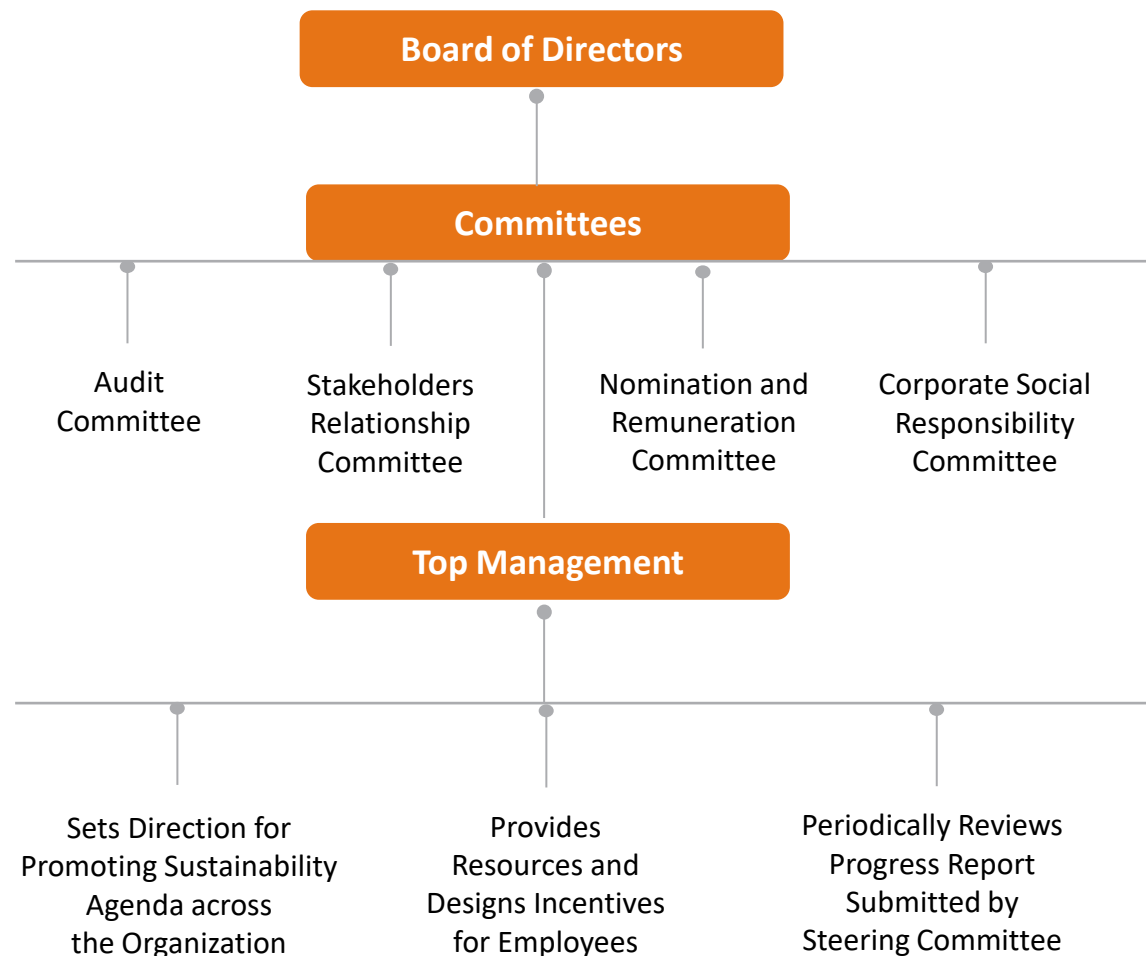 Board of Directors
Committees
Audit
Committee
Stakeholders
Relationship
Committee
Nomination and
Remuneration
Committee
Corporate Social
Responsibility
Committee
Top Management
Sets Direction for
Promoting Sustainability
Agenda across
the Organization
Provides
Resources and
Designs Incentives
for Employees
Periodically Reviews
Progress Report
Submitted by
Steering Committee